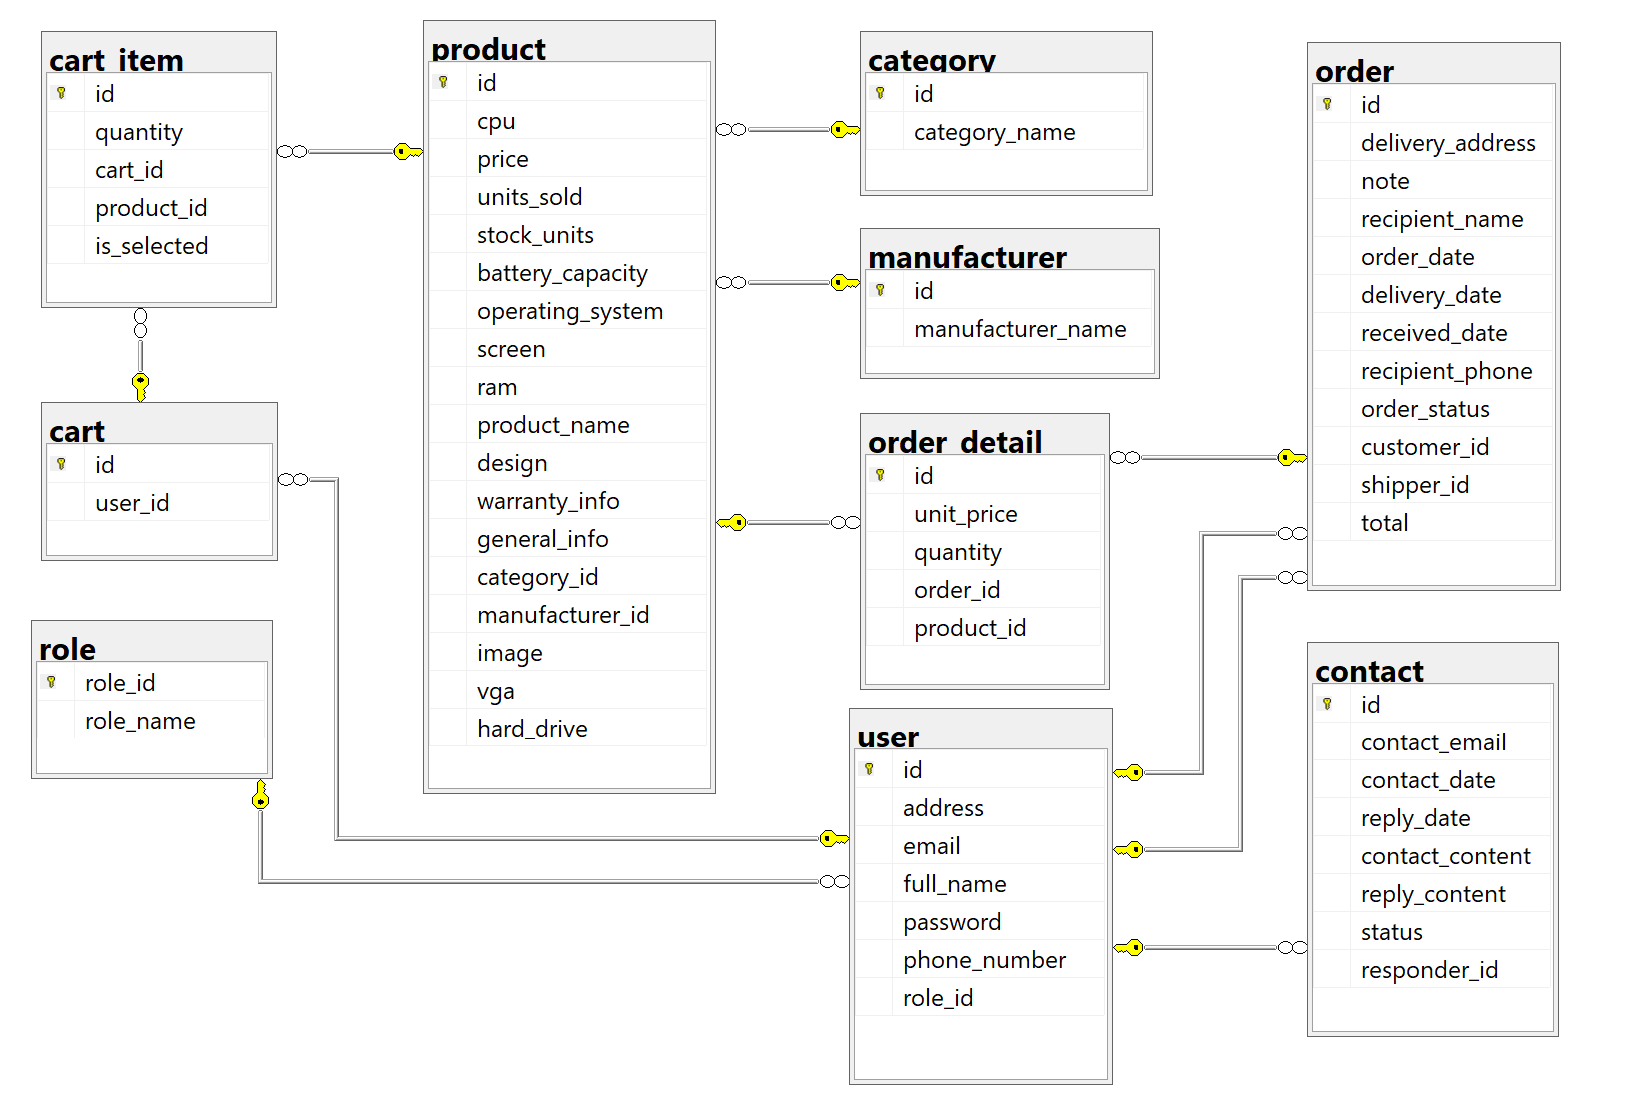 cart_item
id
quantity
cart_id
product_id
is_selected
product
id
cpu
price
units_sold
stock_units
battery_capacity
operating_system
screen
ram
product_name
design
warranty_info
general_info
category_id
manufacturer_id
image
vga
hard_drive
category
id
category_name
manufacturer
id
manufacturer_name
order
id
delivery_address
note
recipient_name
order_date
delivery_date
received_date
recipient_phone
order_status
customer_id
shipper_id
total
cart
id
user_id
order_detail
id
unit_price
quantity
order_id
product_id
role
role_id
role_name
user
id
address
email
full_name
password
phone_number
role_id
contact
id
contact_email
contact_date
reply_date
contact_content
reply_content
status
responder_id